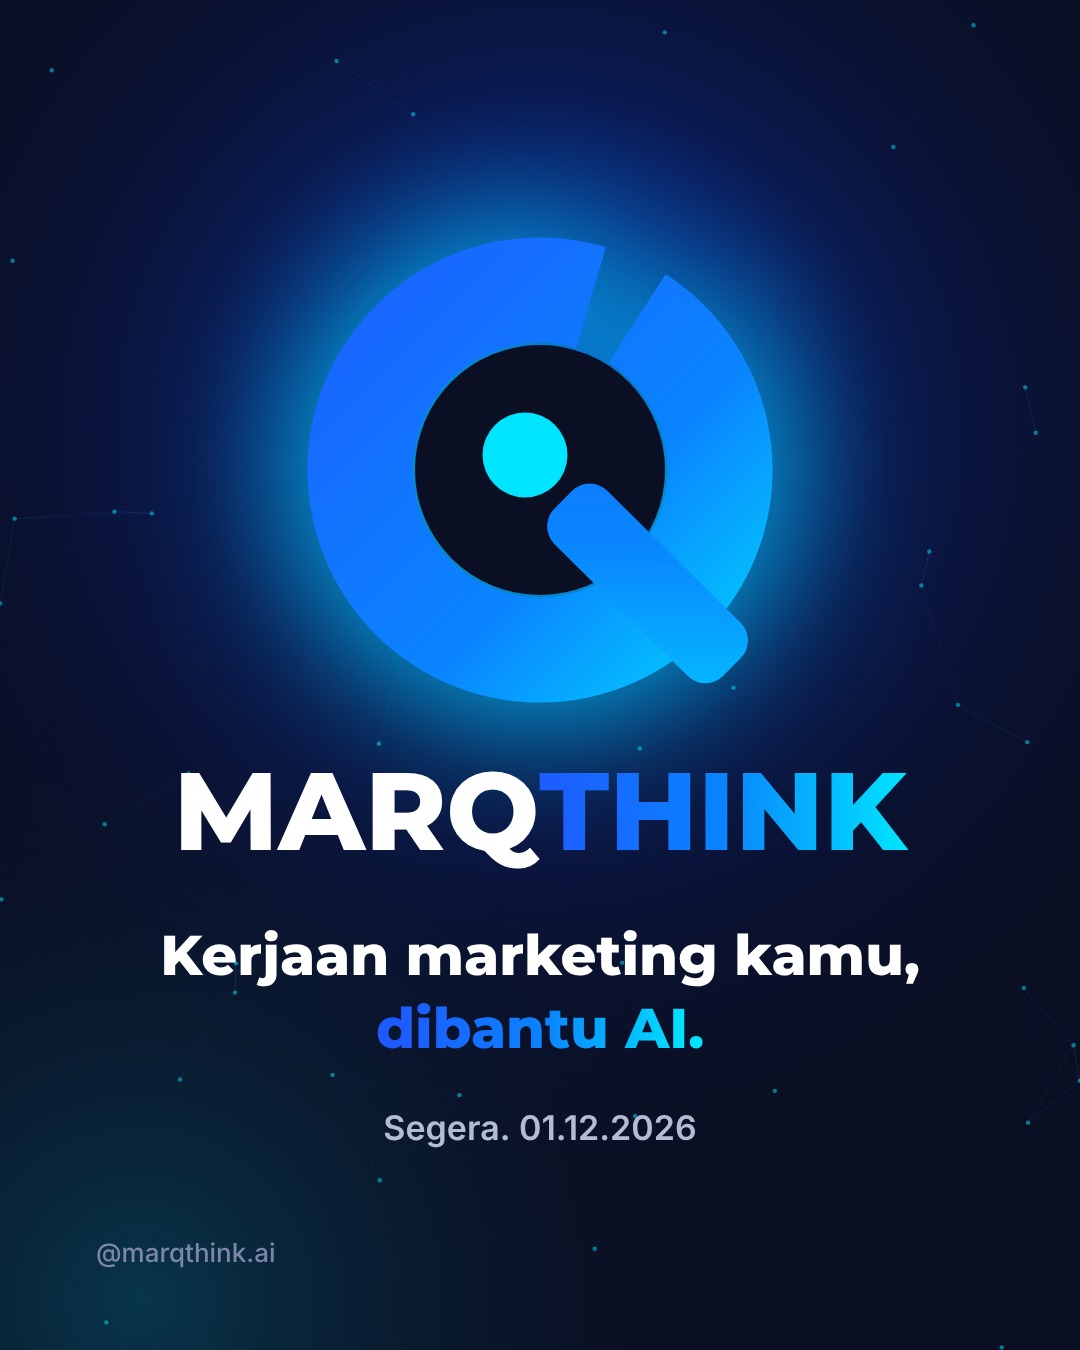 MARQTHINK
Kerjaan marketing kamu,
dibantu AI.
Segera. 01.12.2026
@marqthink.ai